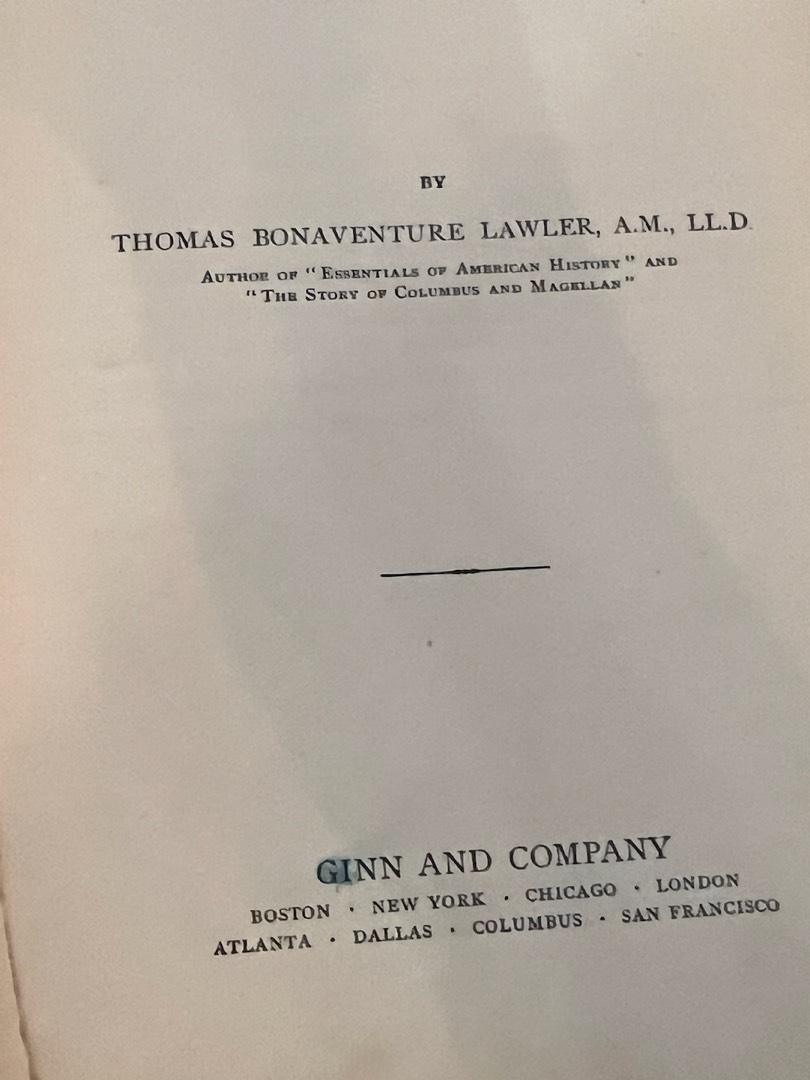 BY
THOMAS BONAVENTURE LAWLER, A.M., LL.D.
AUTHOR OF "ESSENTIALS OF AMERICAN HISTORY" AND
"THE STORY OF COLUMBUS AND MAGELLAN"
GINN AND COMPANY
BOSTON · NEW YORK · CHICAGO · LONDON
ATLANTA · DALLAS · COLUMBUS · SAN FRANCISCO